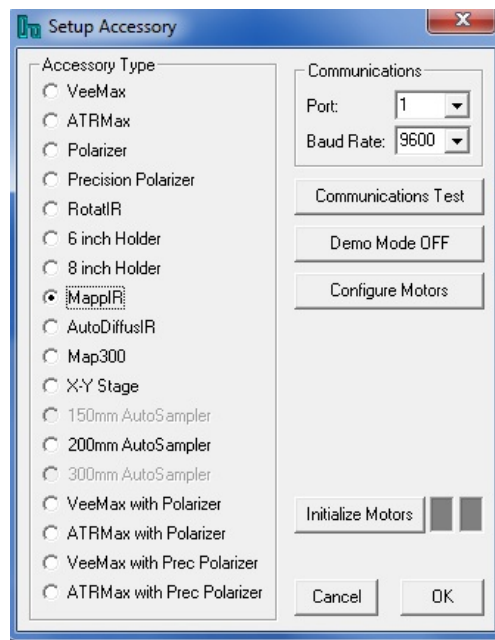 Setup Accessory
Accessory Type
VeeMax
ATRMax
Polarizer
Precision Polarizer
RotatIR
6 inch Holder
8 inch Holder
MappIR
AutoDiffusIR
Map300
X-Y Stage
150mm AutoSampler
200mm AutoSampler
300mm AutoSampler
VeeMax with Polarizer
ATRMax with Polarizer
VeeMax with Prec Polarizer
ATRMax with Prec Polarizer
Communications
Port: 1
Baud Rate: 9600
Communications Test
Demo Mode OFF
Configure Motors
Initialize Motors
Cancel OK